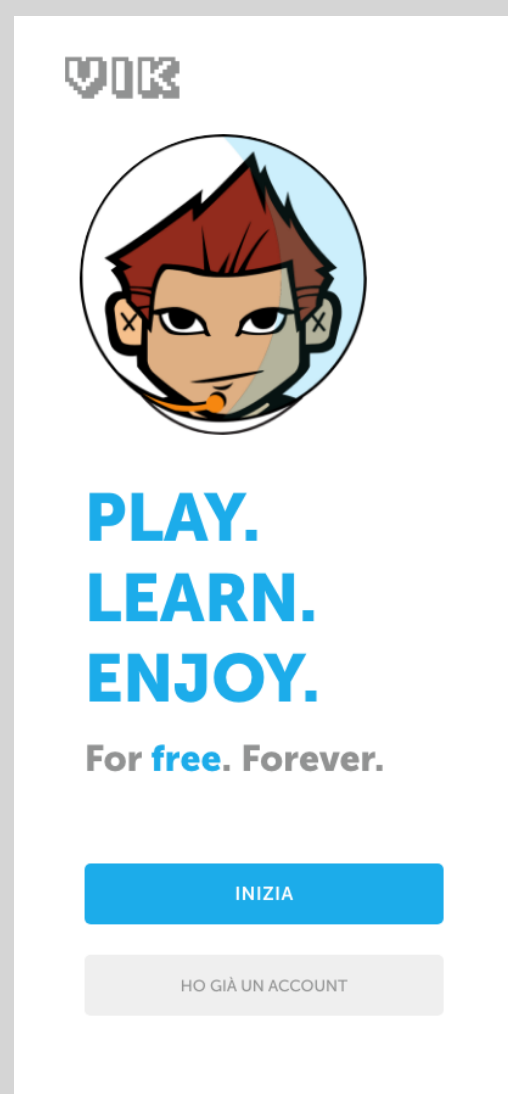 VIK
PLAY.
LEARN.
ENJOY.
For free. Forever.
INIZIA
HO GIÀ UN ACCOUNT